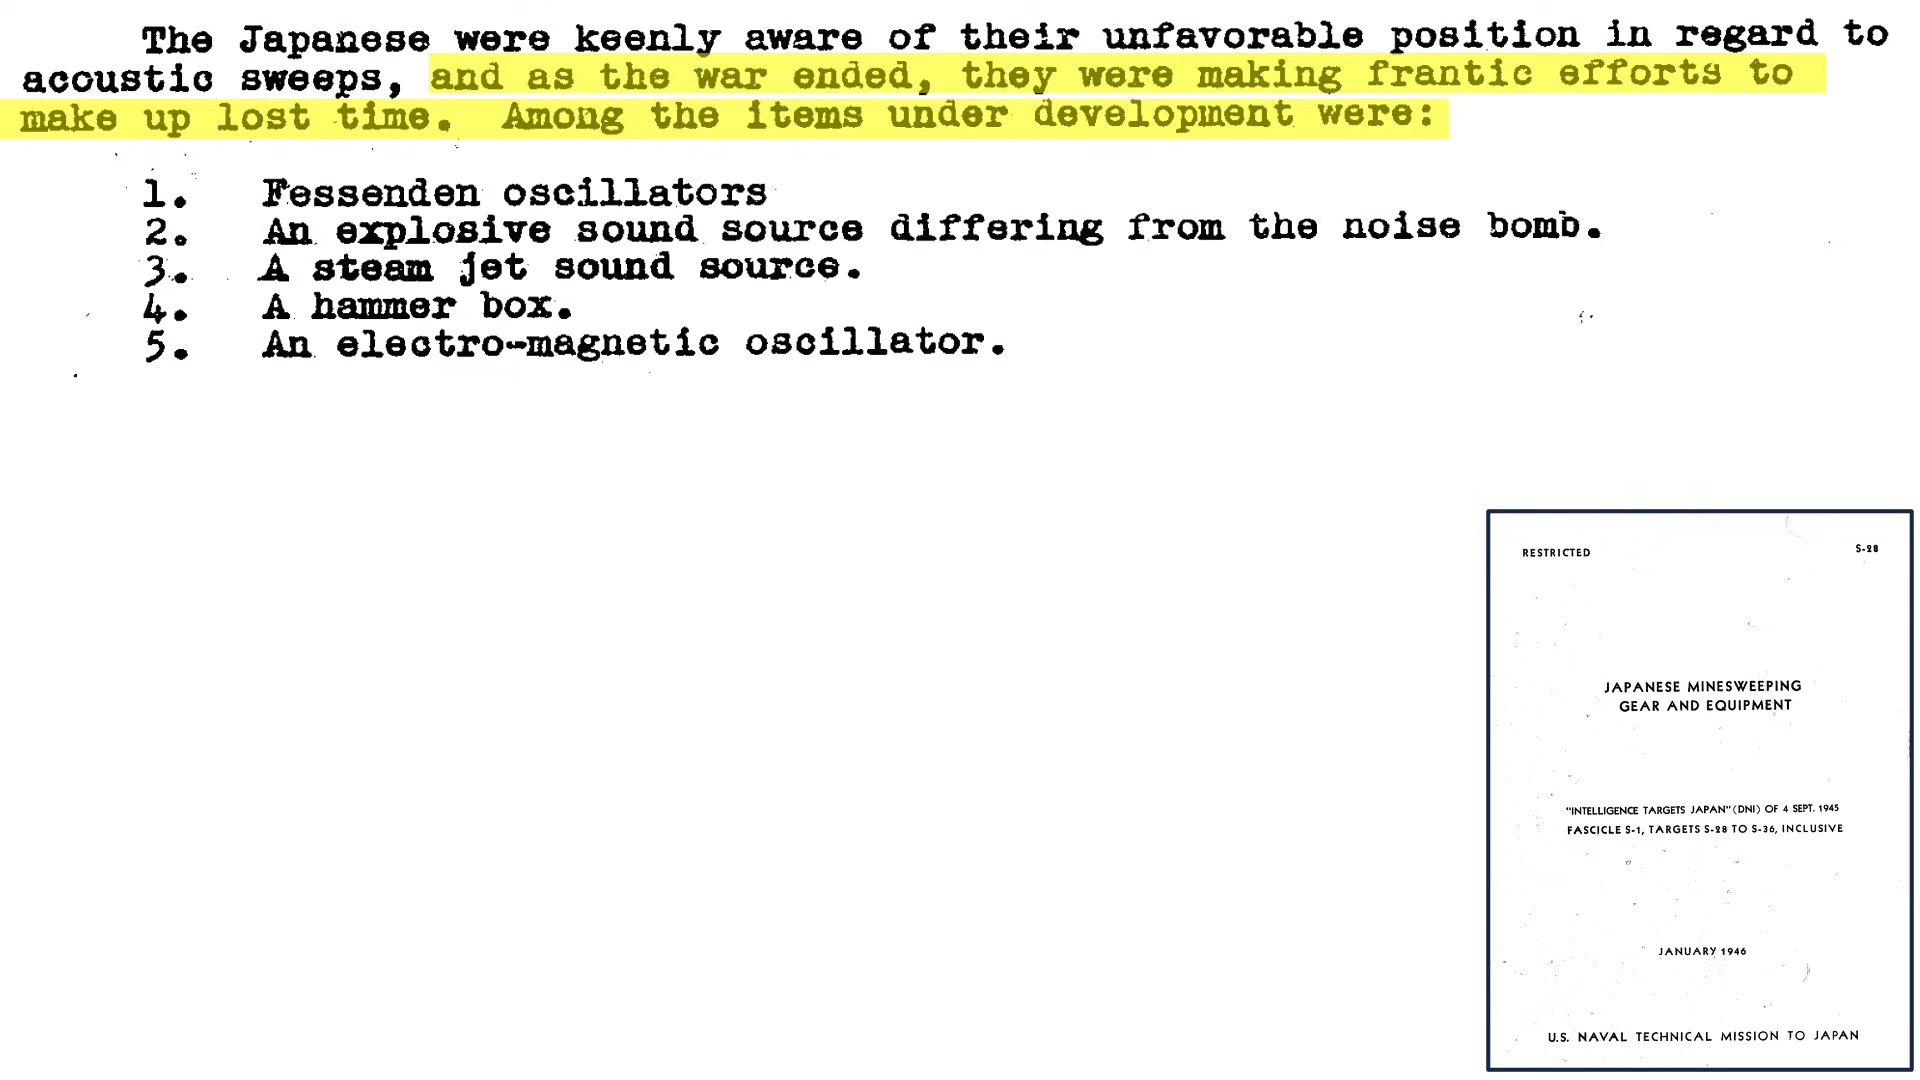 The Japanese were keenly aware of their unfavorable position in regard to
acoustic sweeps, and as the war ended, they were making frantic efforts to
make up lost time. Among the items under development were:
1. Fessenden oscillators
2. An explosive sound source differing from the noise bomb.
3. A steam jet sound source.
4. A hammer box.
5. An electro-magnetic oscillator.
RESTRICTED S-28
JAPANESE MINESWEEPING
GEAR AND EQUIPMENT
"INTELLIGENCE TARGETS JAPAN" (DNI) OF 4 SEPT. 1945
FASCICLE S-1, TARGETS S-28 TO S-36, INCLUSIVE
JANUARY 1946
U.S. NAVAL TECHNICAL MISSION TO JAPAN